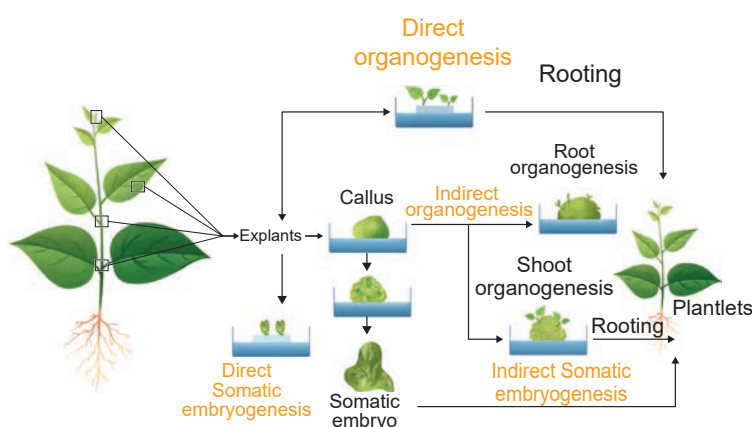 Direct
organogenesis
Rooting
Root
organogenesis
Callus
Indirect
organogenesis
Explants
Shoot
organogenesis
Plantlets
Rooting
Direct
Somatic
embryogenesis
Somatic
embryo
Indirect Somatic
embryogenesis